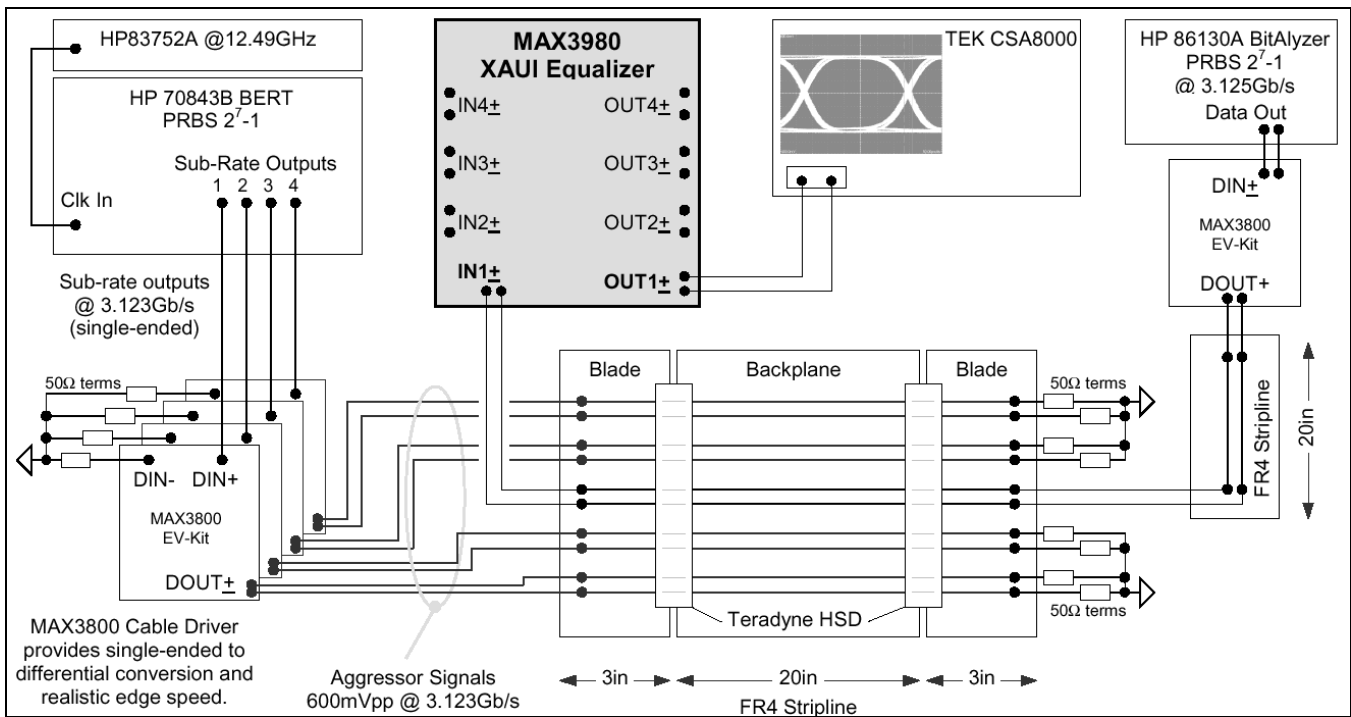 HP83752A @12.49GHz
HP 70843B BERT
PRBS 2⁷-1
Sub-Rate Outputs
1 2 3 4
Clk In
Sub-rate outputs
@ 3.123Gb/s
(single-ended)
MAX3980
XAUI Equalizer
IN4±
OUT4±
IN3±
OUT3±
IN2±
OUT2±
IN1±
OUT1±
TEK CSA8000
HP 86130A BitAlyzer
PRBS 2⁷-1
@ 3.125Gb/s
Data Out
DIN±
MAX3800
EV-Kit
DOUT+
FR4 Stripline
20in
50Ω terms
DIN- DIN+
MAX3800
EV-Kit
DOUT±
MAX3800 Cable Driver
provides single-ended to
differential conversion and
realistic edge speed.
Aggressor Signals
600mVpp @ 3.123Gb/s
Blade
Backplane
Blade
50Ω terms
50Ω terms
Teradyne HSD
3in
20in
3in
FR4 Stripline